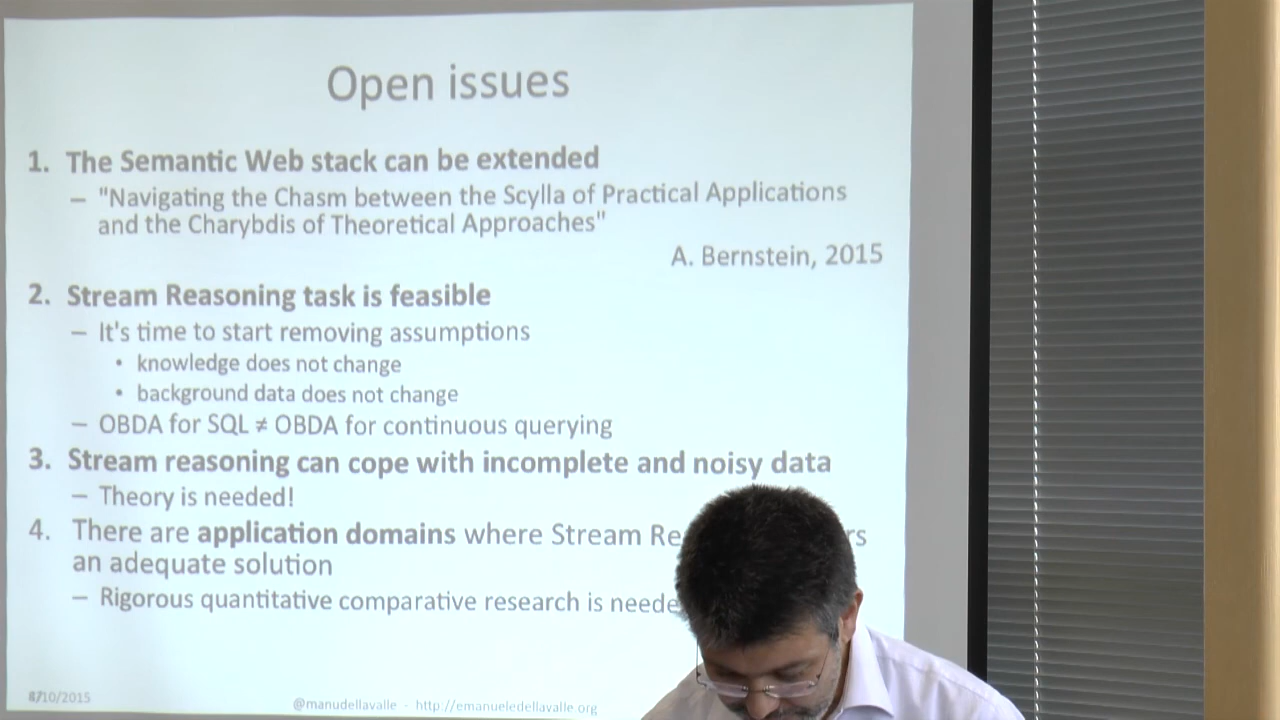 Open issues
1. The Semantic Web stack can be extended
– "Navigating the Chasm between the Scylla of Practical Applications
and the Charybdis of Theoretical Approaches"
A. Bernstein, 2015
2. Stream Reasoning task is feasible
– It's time to start removing assumptions
• knowledge does not change
• background data does not change
– OBDA for SQL ≠ OBDA for continuous querying
3. Stream reasoning can cope with incomplete and noisy data
– Theory is needed!
4. There are application domains where Stream
an adequate solution
– Rigorous quantitative comparative research is
/10/2015
@manudellavalle - http://emanueledellavalle.org